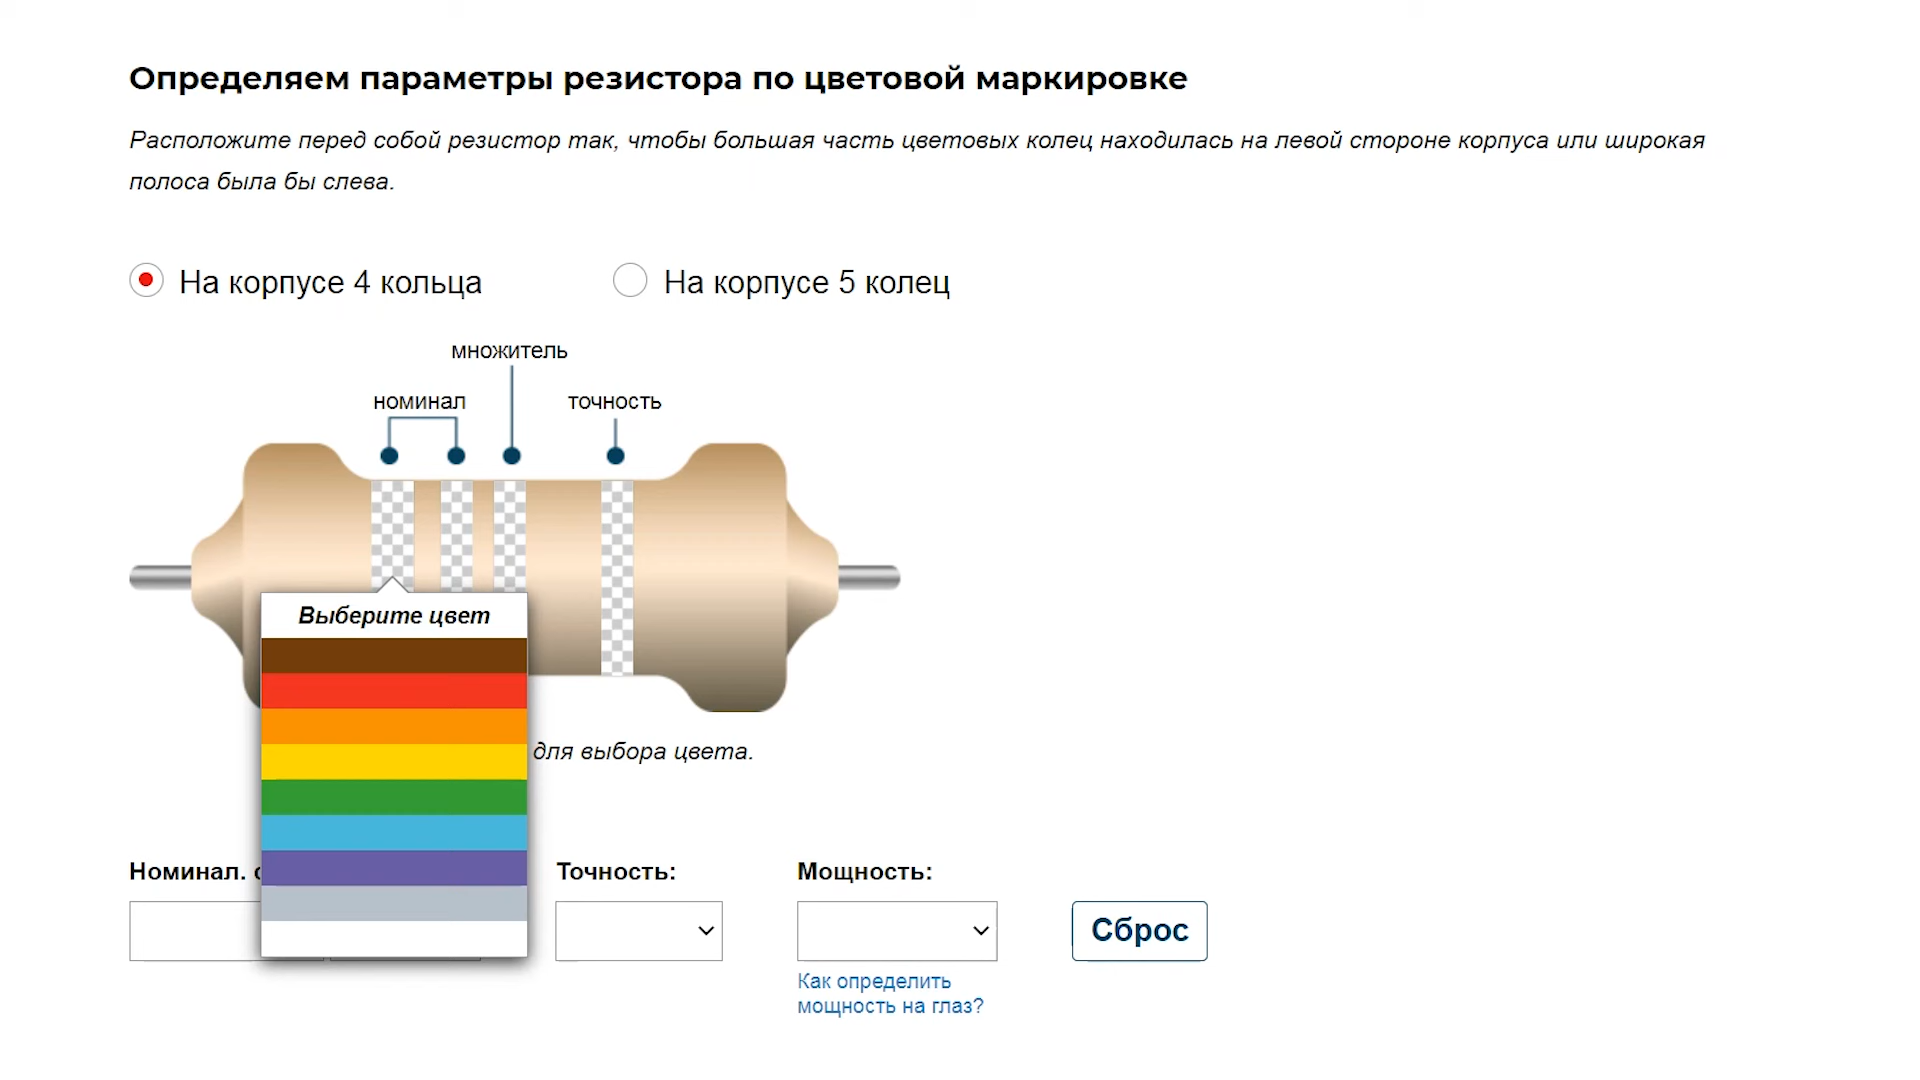 Определяем параметры резистора по цветовой маркировке
Расположите перед собой резистор так, чтобы большая часть цветовых колец находилась на левой стороне корпуса или широкая
полоса была бы слева.
На корпусе 4 кольца
На корпусе 5 колец
множитель
номинал
точность
Выберите цвет
для выбора цвета.
Номинал.
Точность:
Мощность:
Сброс
Как определить
мощность на глаз?